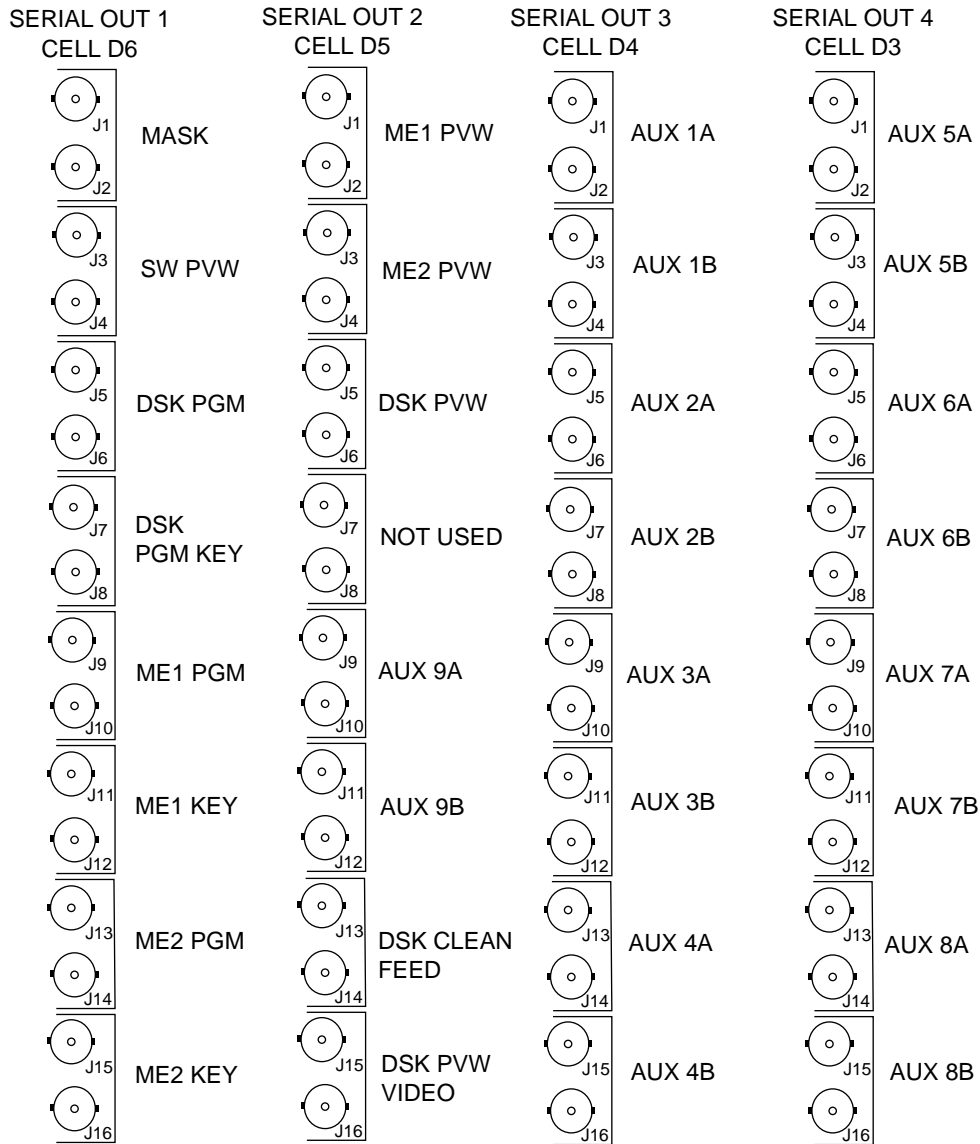 SERIAL OUT 1
CELL D6
J1
MASK
J2
J3
SW PVW
J4
J5
DSK PGM
J6
J7
DSK
PGM KEY
J8
J9
ME1 PGM
J10
J11
ME1 KEY
J12
J13
ME2 PGM
J14
J15
ME2 KEY
J16
SERIAL OUT 2
CELL D5
J1
ME1 PVW
J2
J3
ME2 PVW
J4
J5
DSK PVW
J6
J7
NOT USED
J8
J9
AUX 9A
J10
J11
AUX 9B
J12
J13
DSK CLEAN
FEED
J14
J15
DSK PVW
VIDEO
J16
SERIAL OUT 3
CELL D4
J1
AUX 1A
J2
J3
AUX 1B
J4
J5
AUX 2A
J6
J7
AUX 2B
J8
J9
AUX 3A
J10
J11
AUX 3B
J12
J13
AUX 4A
J14
J15
AUX 4B
J16
SERIAL OUT 4
CELL D3
J1
AUX 5A
J2
J3
AUX 5B
J4
J5
AUX 6A
J6
J7
AUX 6B
J8
J9
AUX 7A
J10
J11
AUX 7B
J12
J13
AUX 8A
J14
J15
AUX 8B
J16